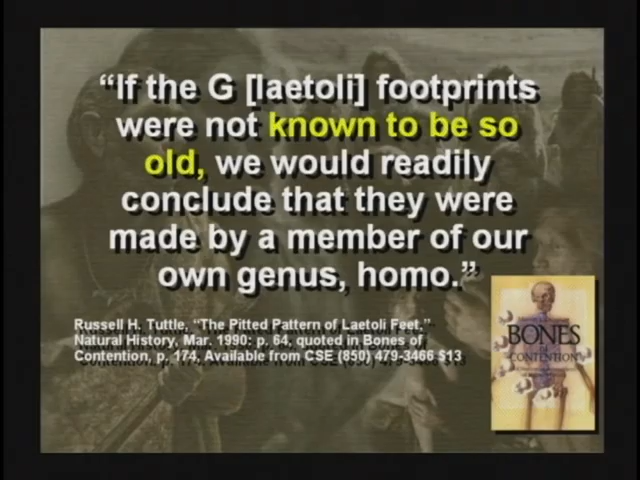 “If the G [laetoli] footprints
were not known to be so
old, we would readily
conclude that they were
made by a member of our
own genus, homo.”
Russell H. Tuttle, “The Pitted Pattern of Laetoli Feet,”
Natural History, Mar. 1990: p. 64, quoted in Bones of
Contention, p. 174, Available from CSE (850) 479-3466 $13
BONES
of
CONTENTION